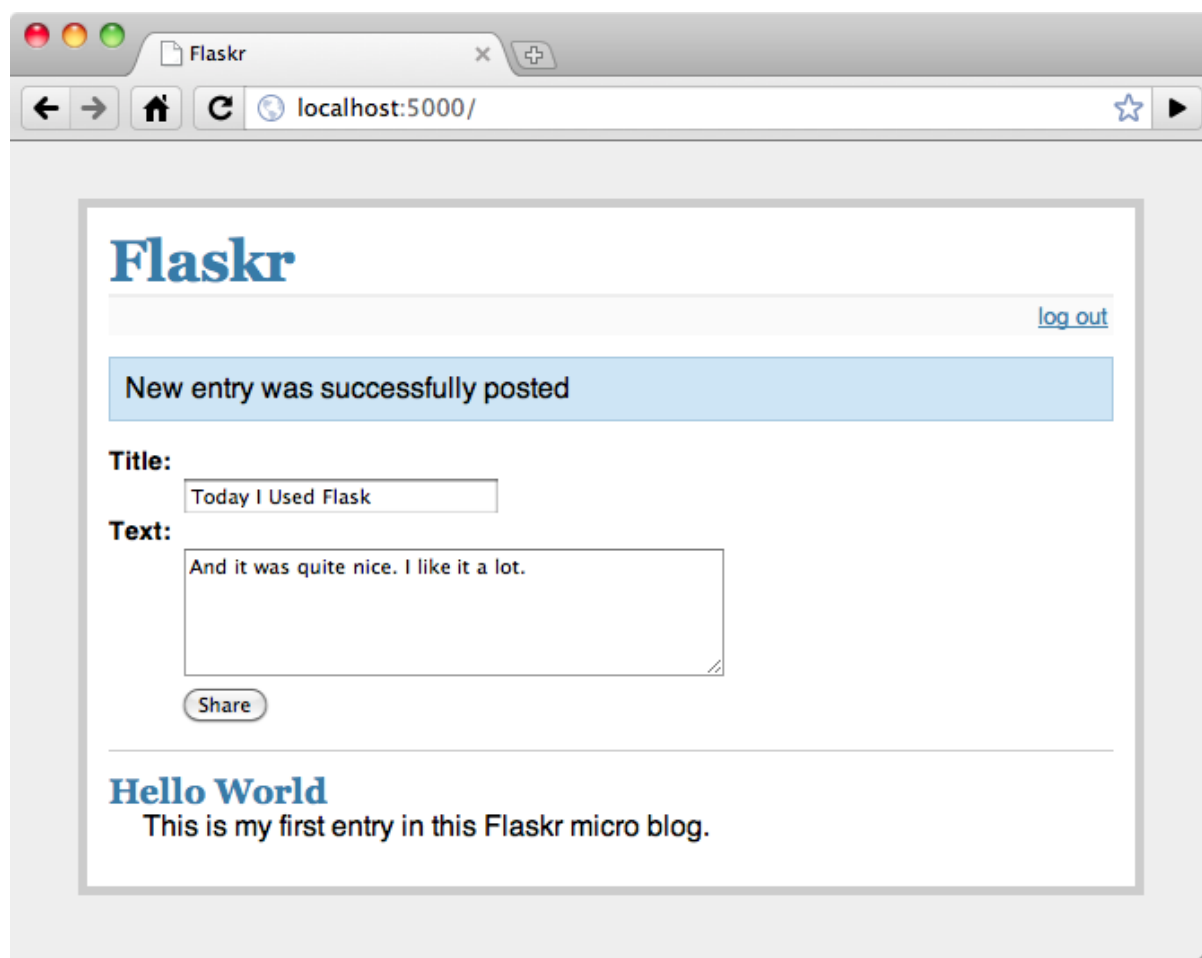 Flaskr
localhost:5000/
Flaskr
log out
New entry was successfully posted
Title:
Today I Used Flask
Text:
And it was quite nice. I like it a lot.
Share
Hello World
This is my first entry in this Flaskr micro blog.